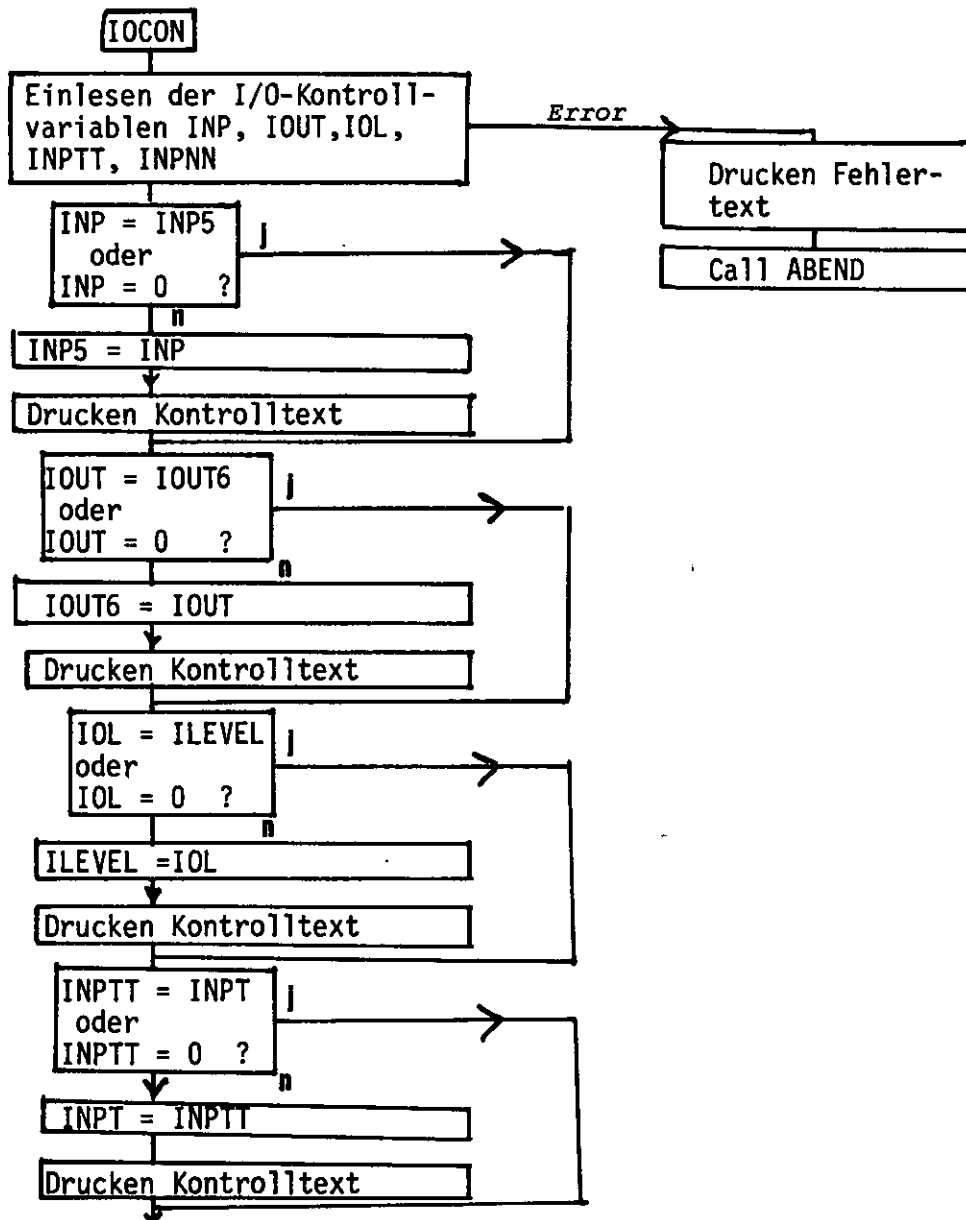 IOCON
Einlesen der I/O-Kontroll-
variablen INP, IOUT,IOL,
INPTT, INPNN
Error
Drucken Fehler-
text
Call ABEND
INP = INP5
oder
INP = 0 ?
j
n
INP5 = INP
Drucken Kontrolltext
IOUT = IOUT6
oder
IOUT = 0 ?
j
n
IOUT6 = IOUT
Drucken Kontrolltext
IOL = ILEVEL
oder
IOL = 0 ?
j
n
ILEVEL =IOL
Drucken Kontrolltext
INPTT = INPT
oder
INPTT = 0 ?
j
n
INPT = INPTT
Drucken Kontrolltext